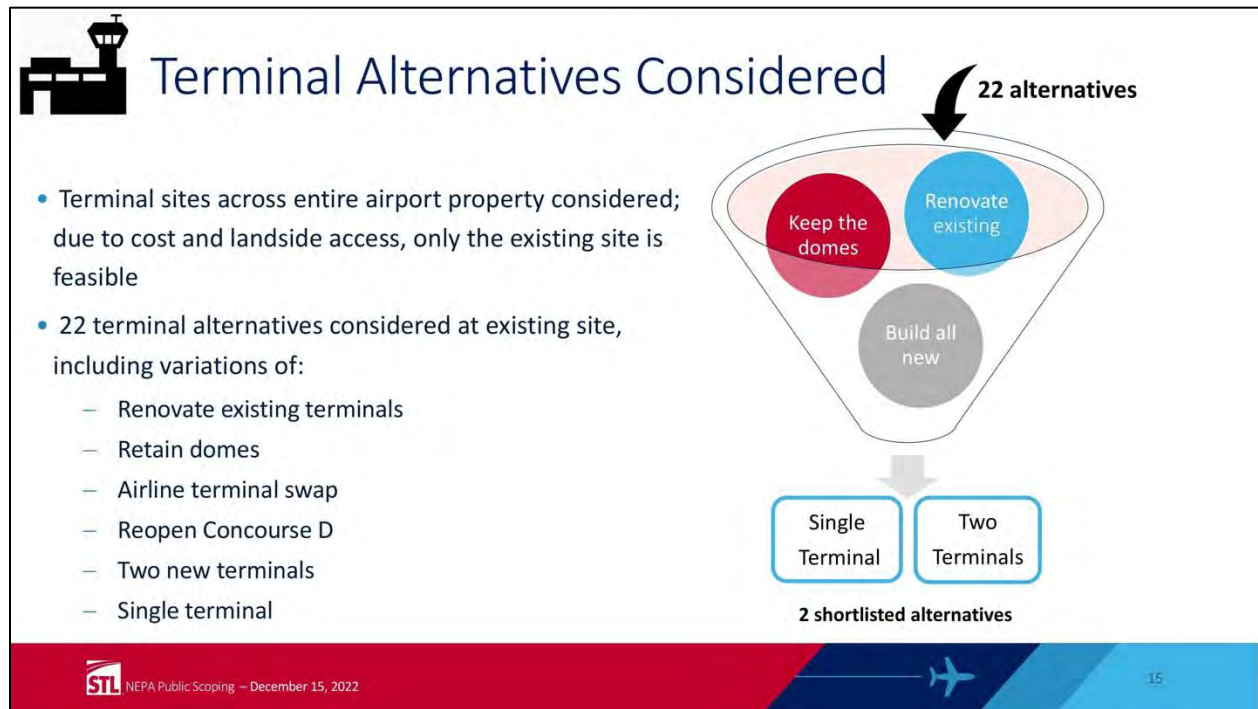 Terminal Alternatives Considered
22 alternatives
• Terminal sites across entire airport property considered;
due to cost and landside access, only the existing site is
feasible
• 22 terminal alternatives considered at existing site,
including variations of:
– Renovate existing terminals
– Retain domes
– Airline terminal swap
– Reopen Concourse D
– Two new terminals
– Single terminal
Keep the
domes
Renovate
existing
Build all
new
Single
Terminal
Two
Terminals
2 shortlisted alternatives
STL NEPA Public Scoping – December 15, 2022
15